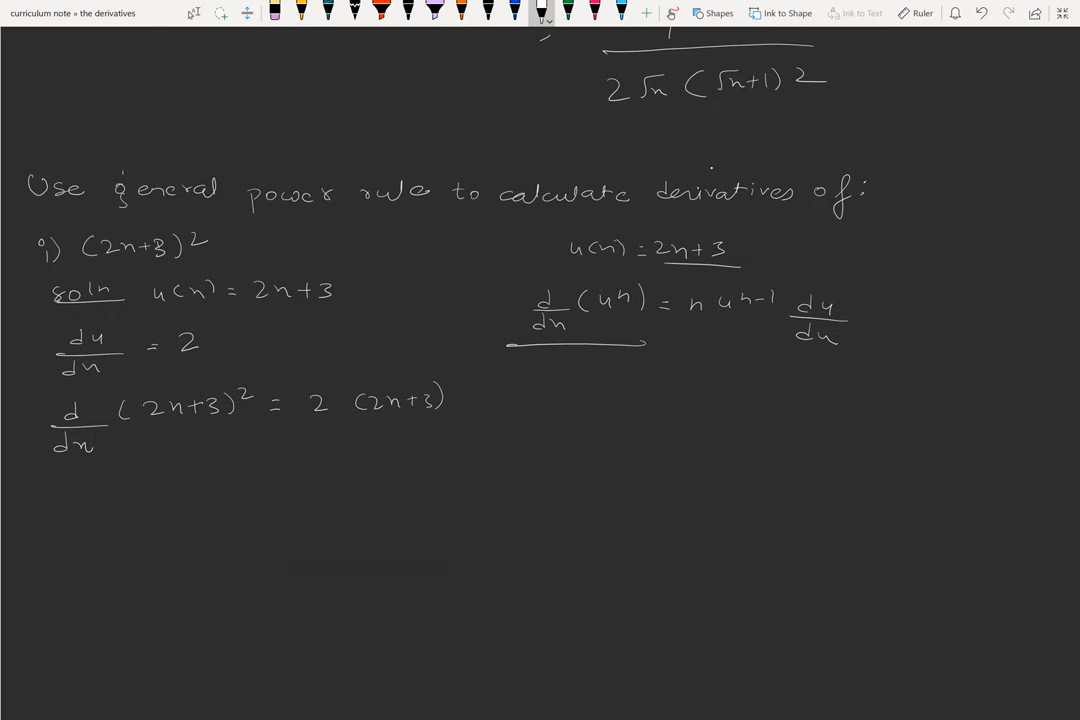 curriculum note » the derivatives
Shapes
Ink to Shape
Ink to Text
Ruler
2 √x (√x+1) 2
Use general power rule to calculate derivatives of:
i) (2x+3)²
u(x) = 2x+3
soln u(x) = 2x+3
d/dx (uⁿ) = n uⁿ⁻¹ du/dx
du/dx = 2
d/dx (2x+3)² = 2 (2x+3)